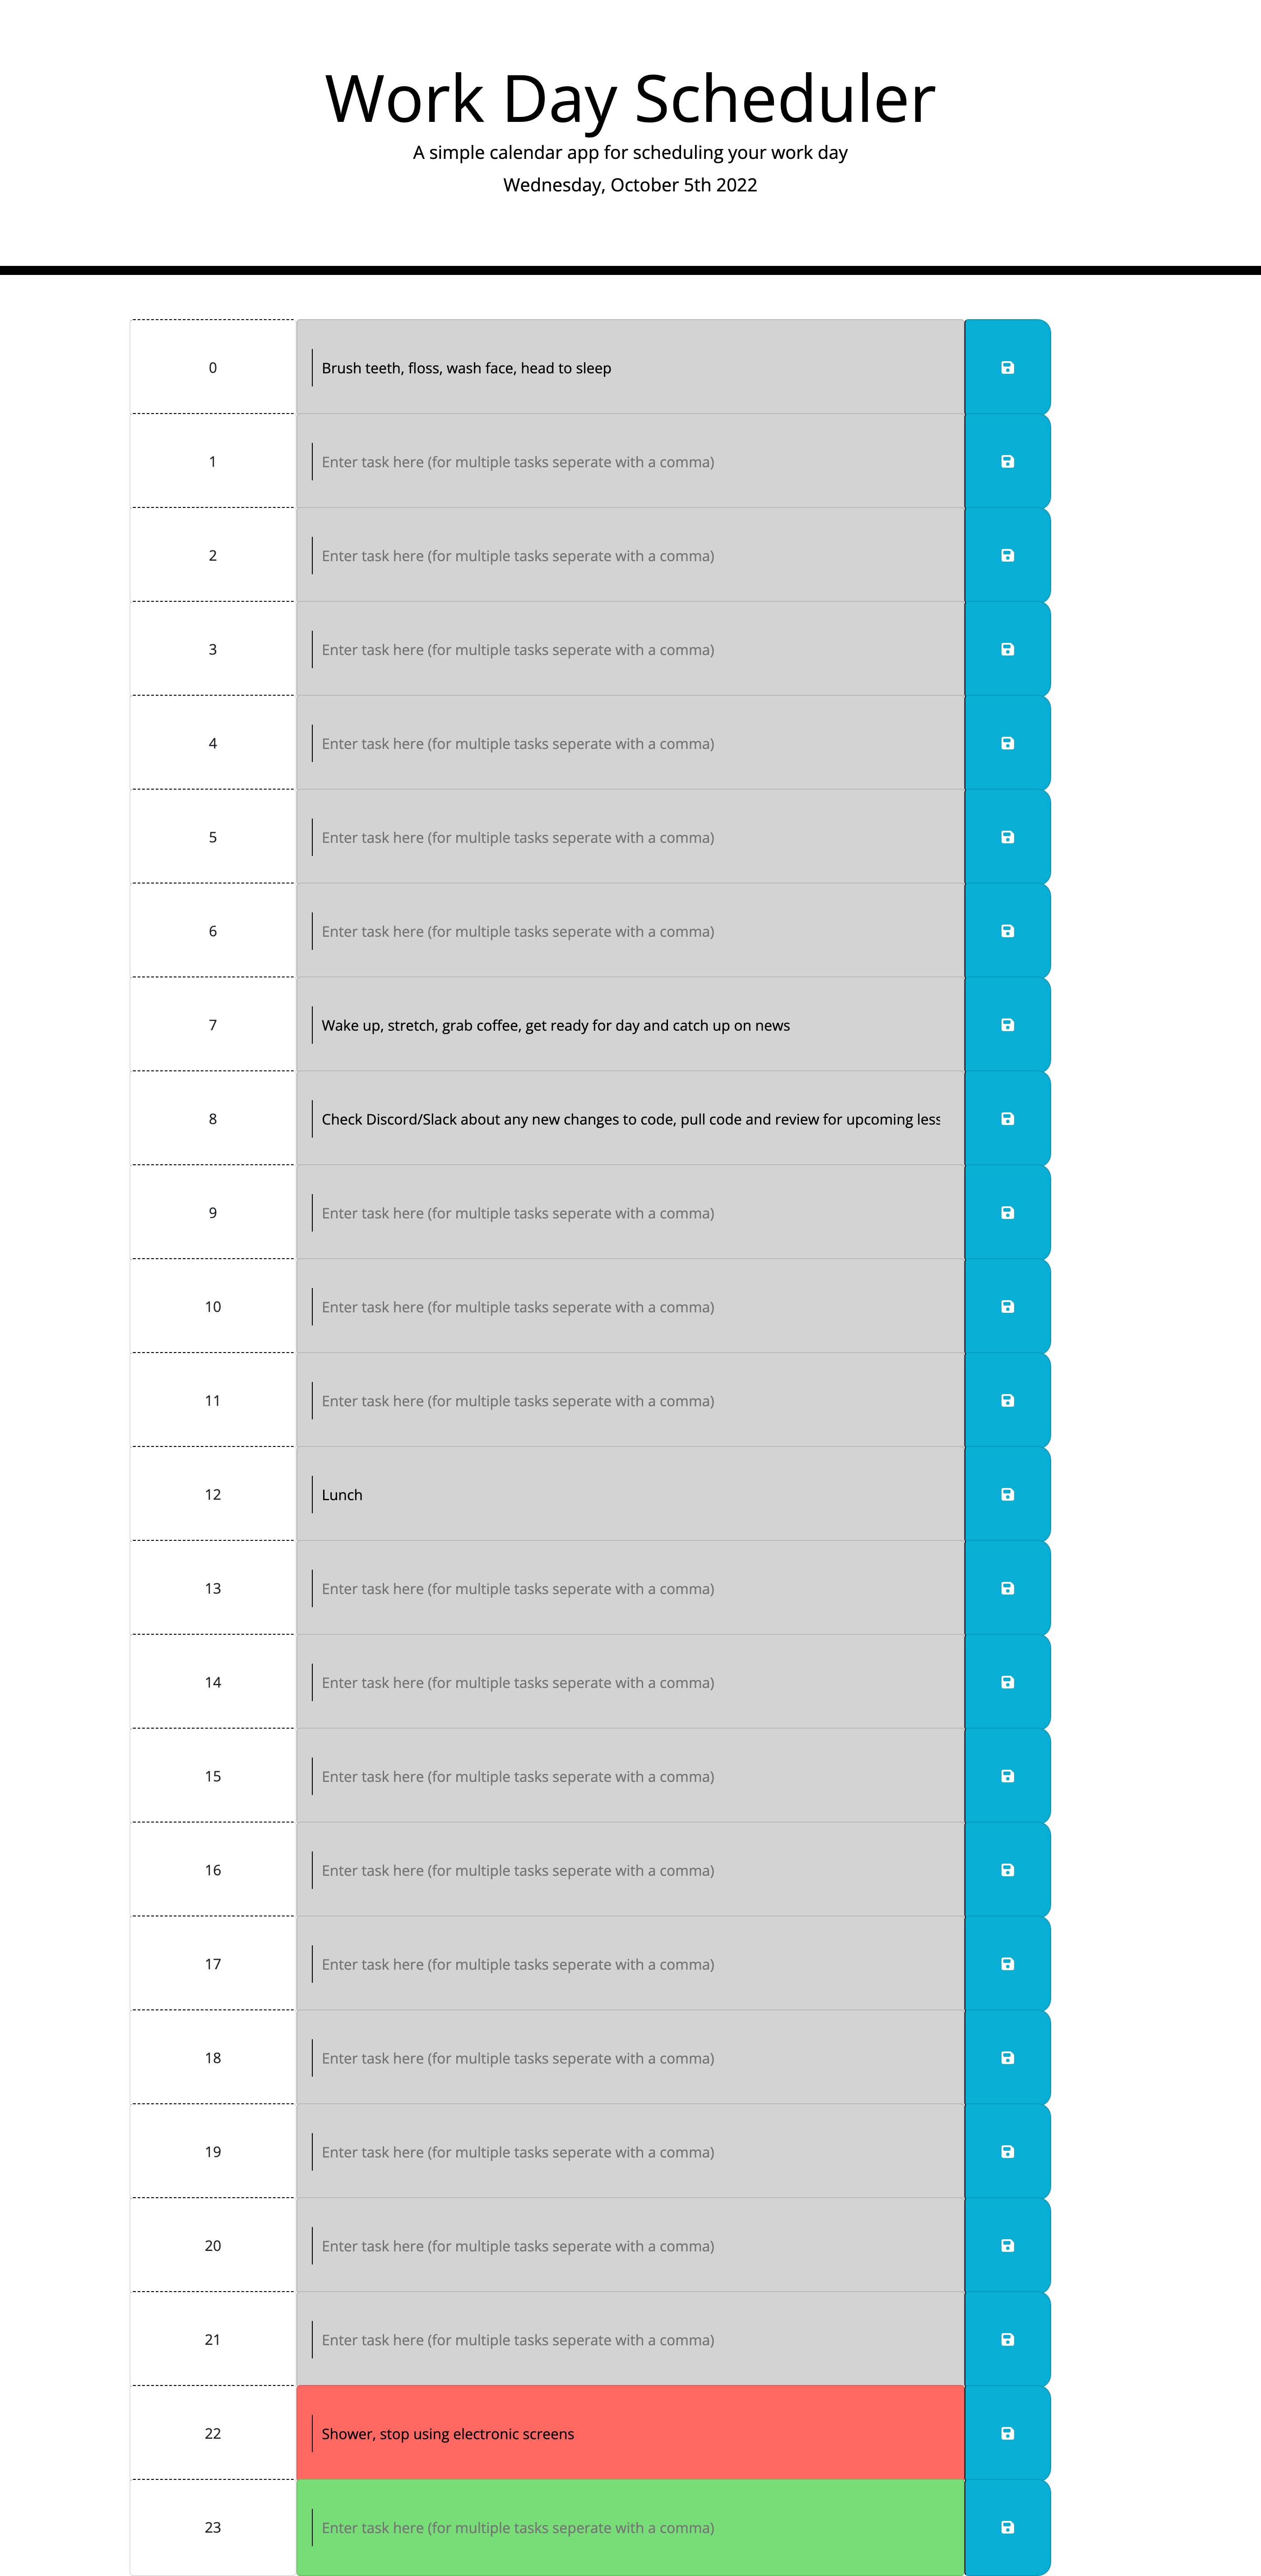 Work Day Scheduler
A simple calendar app for scheduling your work day
Wednesday, October 5th 2022
0 Brush teeth, floss, wash face, head to sleep
1 Enter task here (for multiple tasks seperate with a comma)
2 Enter task here (for multiple tasks seperate with a comma)
3 Enter task here (for multiple tasks seperate with a comma)
4 Enter task here (for multiple tasks seperate with a comma)
5 Enter task here (for multiple tasks seperate with a comma)
6 Enter task here (for multiple tasks seperate with a comma)
7 Wake up, stretch, grab coffee, get ready for day and catch up on news
8 Check Discord/Slack about any new changes to code, pull code and review for upcoming less
9 Enter task here (for multiple tasks seperate with a comma)
10 Enter task here (for multiple tasks seperate with a comma)
11 Enter task here (for multiple tasks seperate with a comma)
12 Lunch
13 Enter task here (for multiple tasks seperate with a comma)
14 Enter task here (for multiple tasks seperate with a comma)
15 Enter task here (for multiple tasks seperate with a comma)
16 Enter task here (for multiple tasks seperate with a comma)
17 Enter task here (for multiple tasks seperate with a comma)
18 Enter task here (for multiple tasks seperate with a comma)
19 Enter task here (for multiple tasks seperate with a comma)
20 Enter task here (for multiple tasks seperate with a comma)
21 Enter task here (for multiple tasks seperate with a comma)
22 Shower, stop using electronic screens
23 Enter task here (for multiple tasks seperate with a comma)